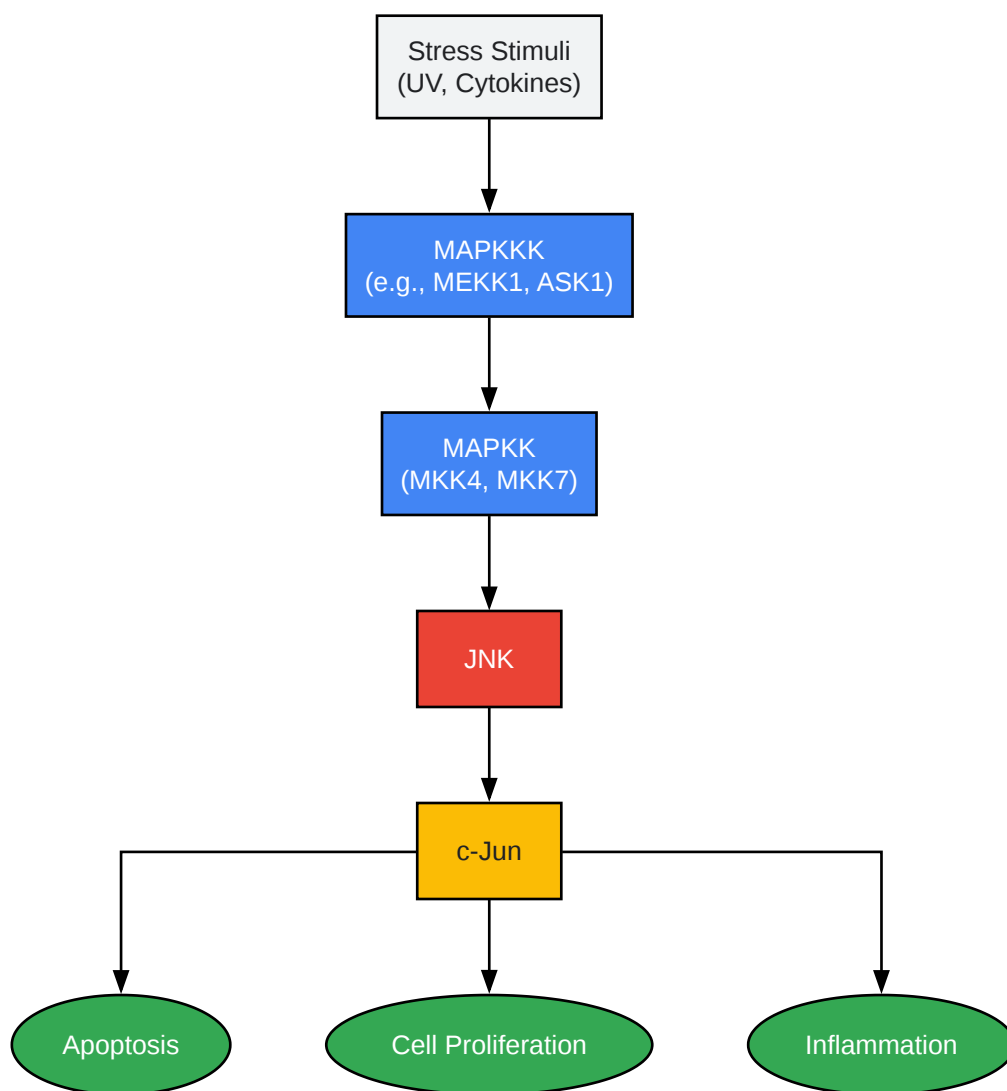 Stress Stimuli
(UV, Cytokines)
MAPKKK
(e.g., MEKK1, ASK1)
MAPKK
(MKK4, MKK7)
JNK
c-Jun
Apoptosis
Cell Proliferation
Inflammation